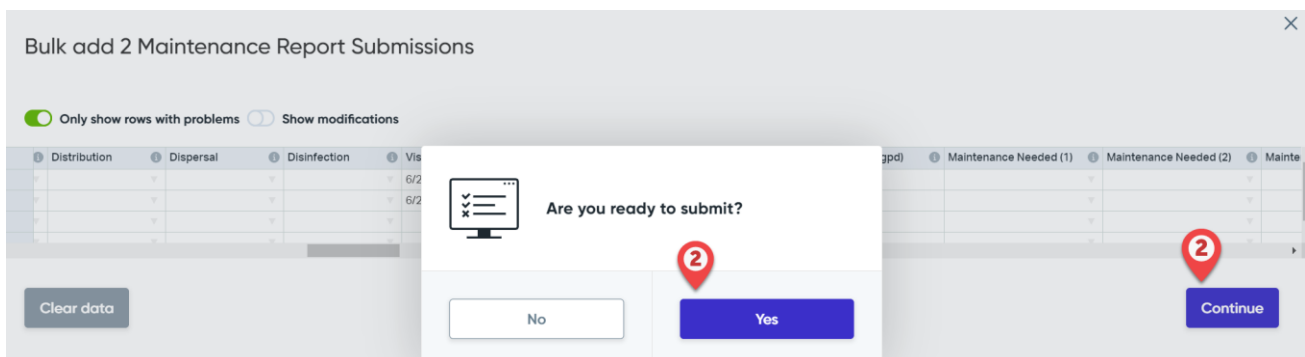 Bulk add 2 Maintenance Report Submissions
Only show rows with problems Show modifications
Distribution Dispersal Disinfection Vis gpd) Maintenance Needed (1) Maintenance Needed (2) Mainte
6/2
6/2
Are you ready to submit?
2
2
Clear data No Yes Continue